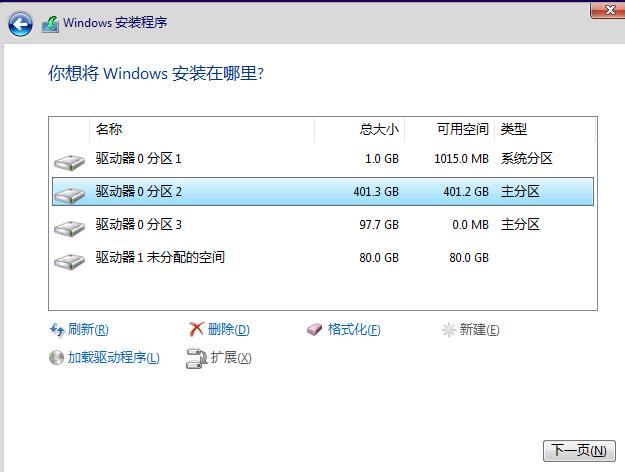 Windows 安装程序
你想将 Windows 安装在哪里?
名称 总大小 可用空间 类型
驱动器 0 分区 1 1.0 GB 1015.0 MB 系统分区
驱动器 0 分区 2 401.3 GB 401.2 GB 主分区
驱动器 0 分区 3 97.7 GB 0.0 MB 主分区
驱动器 1 未分配的空间 80.0 GB 80.0 GB
刷新(R) 删除(D) 格式化(F) 新建(E)
加载驱动程序(L) 扩展(X)
下一页(N)